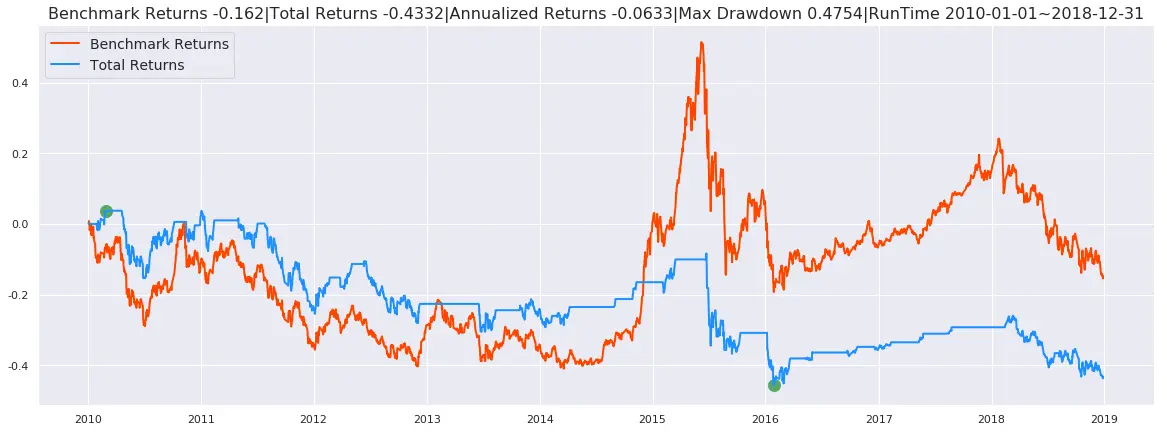 Benchmark Returns -0.162|Total Returns -0.4332|Annualized Returns -0.0633|Max Drawdown 0.4754|RunTime 2010-01-01~2018-12-31
Benchmark Returns
Total Returns
0.4
0.2
0.0
-0.2
-0.4
2010 2011 2012 2013 2014 2015 2016 2017 2018 2019